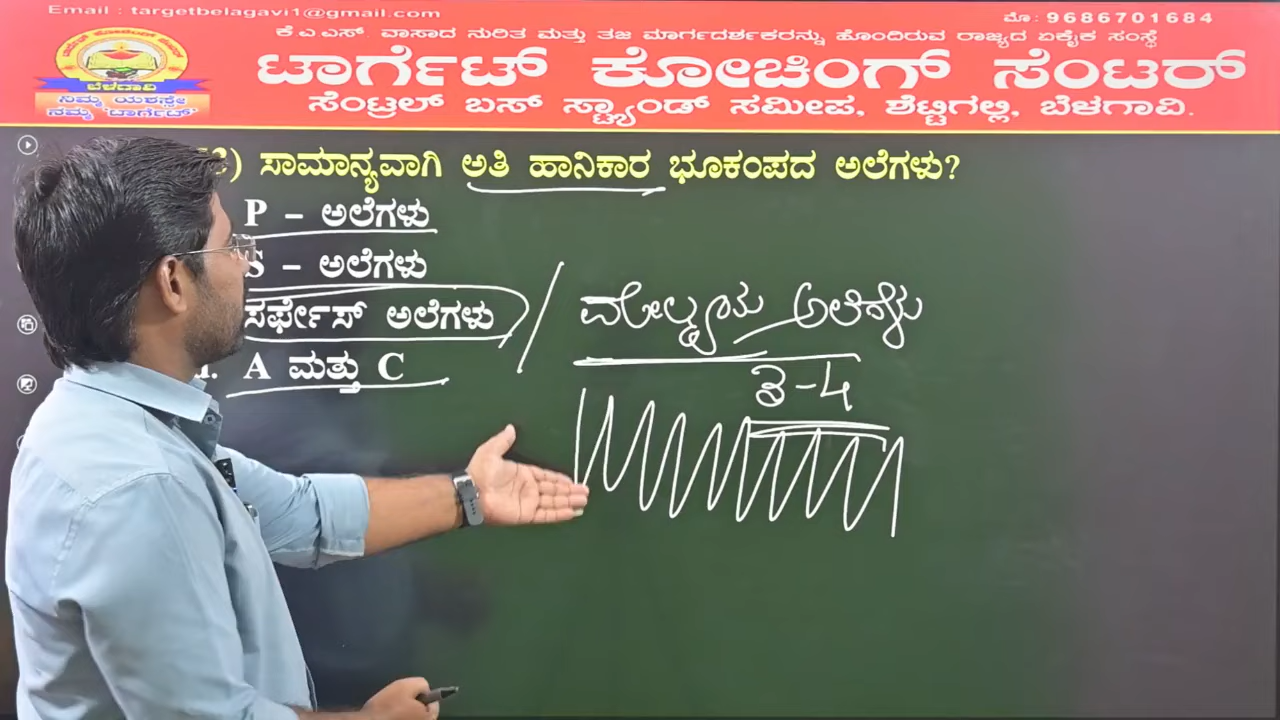 Email : targetbelagavi1@gmail.com
ಮೊ: 9686701684
ಕೆ.ಎ.ಎಸ್. ಪಾಸಾದ ನುರಿತ ಮತ್ತು ತಜ್ಞ ಮಾರ್ಗದರ್ಶಕರನ್ನು ಹೊಂದಿರುವ ರಾಜ್ಯದ ಏಕೈಕ ಸಂಸ್ಥೆ
ಟಾರ್ಗೆಟ್ ಕೋಚಿಂಗ್ ಸೆಂಟರ್
ಸೆಂಟ್ರಲ್ ಬಸ್ ಸ್ಟ್ಯಾಂಡ್ ಸಮೀಪ, ಶೆಟ್ಟಿಗಲ್ಲಿ, ಬೆಳಗಾವಿ.
ಬೆಳಗಾವಿ
ನಿಮ್ಮ ಯಶಸ್ಸೇ
ನಮ್ಮ ಟಾರ್ಗೆಟ್
ಸಾಮಾನ್ಯವಾಗಿ ಅತಿ ಹಾನಿಕಾರ ಭೂಕಂಪದ ಅಲೆಗಳು?
P – ಅಲೆಗಳು
S – ಅಲೆಗಳು
ಸರ್ಫೇಸ್ ಅಲೆಗಳು / ಮೇಲ್ಮೈಯ ಅಲೆಗಳು
A ಮತ್ತು C
3-4